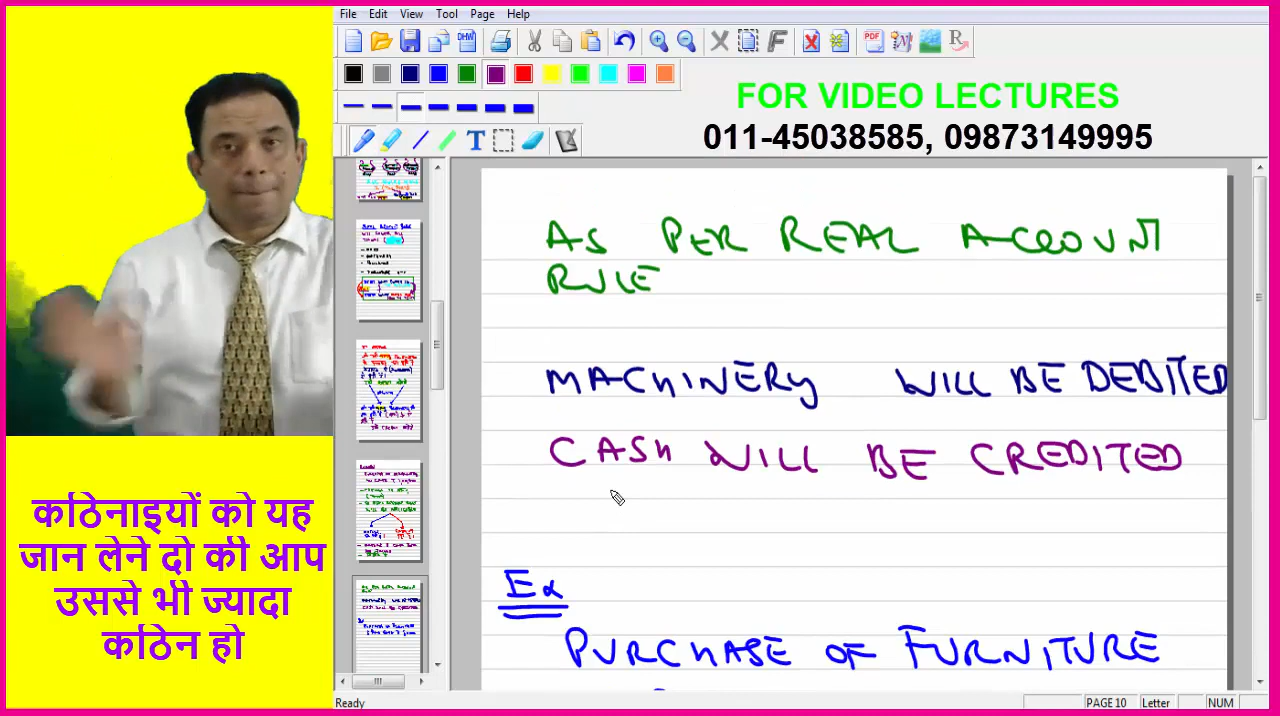 File Edit View Tool Page Help
FOR VIDEO LECTURES
011-45038585, 09873149995
AS PER REAL ACCOUNT
RULE
MACHINERY WILL BE DEBITED
CASH WILL BE CREDITED
Ex
PURCHASE OF FURNITURE
कठिनाइयों को यह
जान लेने दो की आप
उससे भी ज्यादा
कठिन हो
Ready PAGE 10 Letter NUM